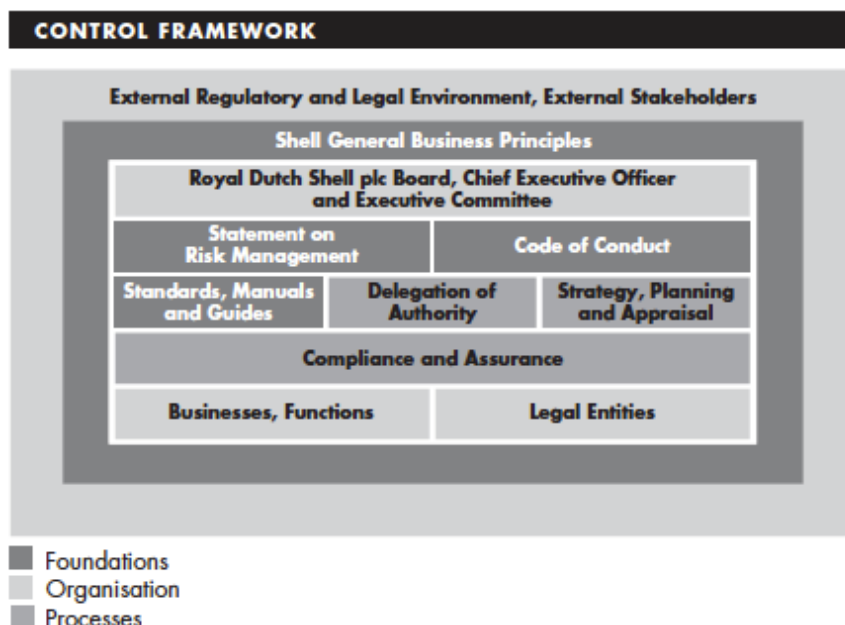 CONTROL FRAMEWORK
External Regulatory and Legal Environment, External Stakeholders
Shell General Business Principles
Royal Dutch Shell plc Board, Chief Executive Officer
and Executive Committee
Statement on
Risk Management
Code of Conduct
Standards, Manuals
and Guides
Delegation of
Authority
Strategy, Planning
and Appraisal
Compliance and Assurance
Businesses, Functions
Legal Entities
Foundations
Organisation
Processes